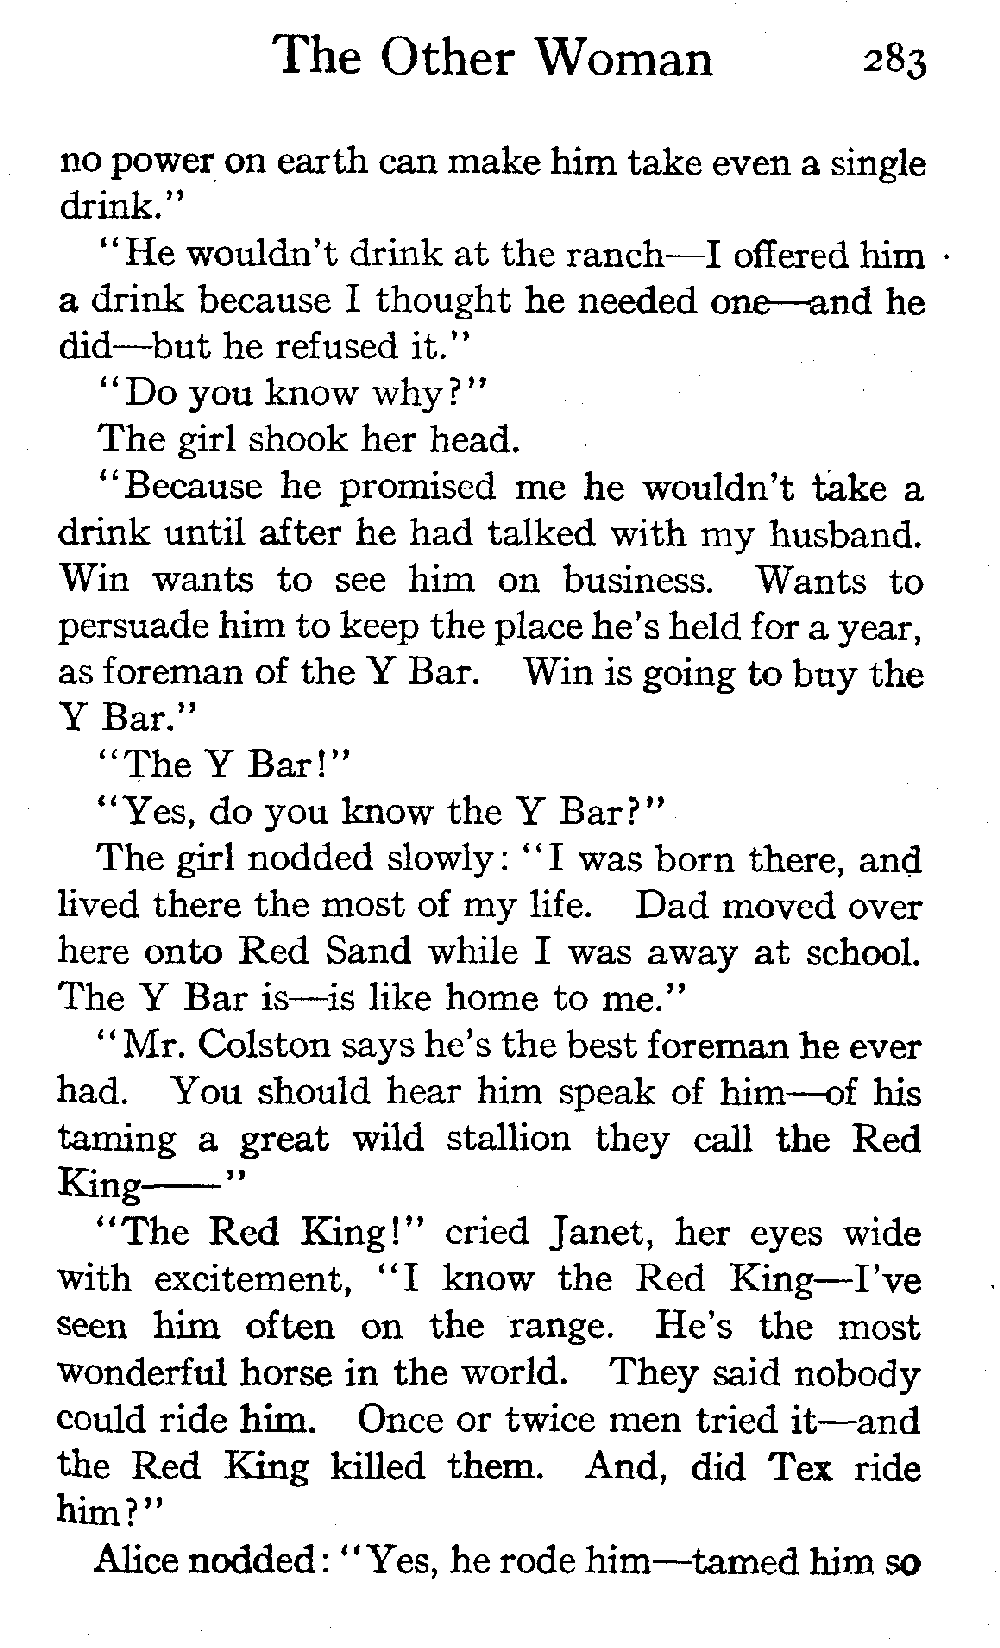 The Other Woman 283
no power on earth can make him take even a single
drink."
"He wouldn't drink at the ranch—I offered him
a drink because I thought he needed one—and he
did—but he refused it."
"Do you know why?"
The girl shook her head.
"Because he promised me he wouldn't take a
drink until after he had talked with my husband.
Win wants to see him on business. Wants to
persuade him to keep the place he's held for a year,
as foreman of the Y Bar. Win is going to buy the
Y Bar."
"The Y Bar!"
"Yes, do you know the Y Bar?"
The girl nodded slowly: "I was born there, and
lived there the most of my life. Dad moved over
here onto Red Sand while I was away at school.
The Y Bar is—is like home to me."
"Mr. Colston says he's the best foreman he ever
had. You should hear him speak of him—of his
taming a great wild stallion they call the Red
King——"
"The Red King!" cried Janet, her eyes wide
with excitement, "I know the Red King—I've
seen him often on the range. He's the most
wonderful horse in the world. They said nobody
could ride him. Once or twice men tried it—and
the Red King killed them. And, did Tex ride
him?"
Alice nodded: "Yes, he rode him—tamed him so